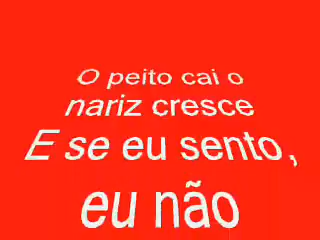 O peito cai o
nariz cresce
E se eu sento,
eu não